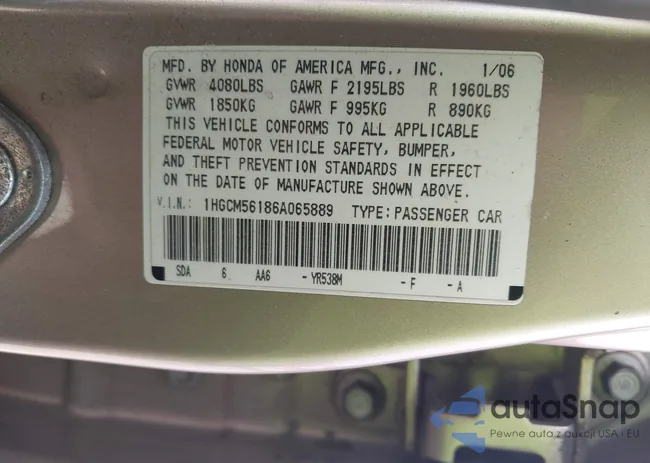 MFD. BY HONDA OF AMERICA MFG., INC. 1/06
GVWR 4080LBS GAWR F 2195LBS R 1960LBS
GVWR 1850KG GAWR F 995KG R 890KG
THIS VEHICLE CONFORMS TO ALL APPLICABLE
FEDERAL MOTOR VEHICLE SAFETY, BUMPER,
AND THEFT PREVENTION STANDARDS IN EFFECT
ON THE DATE OF MANUFACTURE SHOWN ABOVE.
V.I.N.: 1HGCM56186A065889 TYPE: PASSENGER CAR
SDA 6 AA6 - YR538M - F - A
autaSnap
Pewne auta z aukcji USA i EU